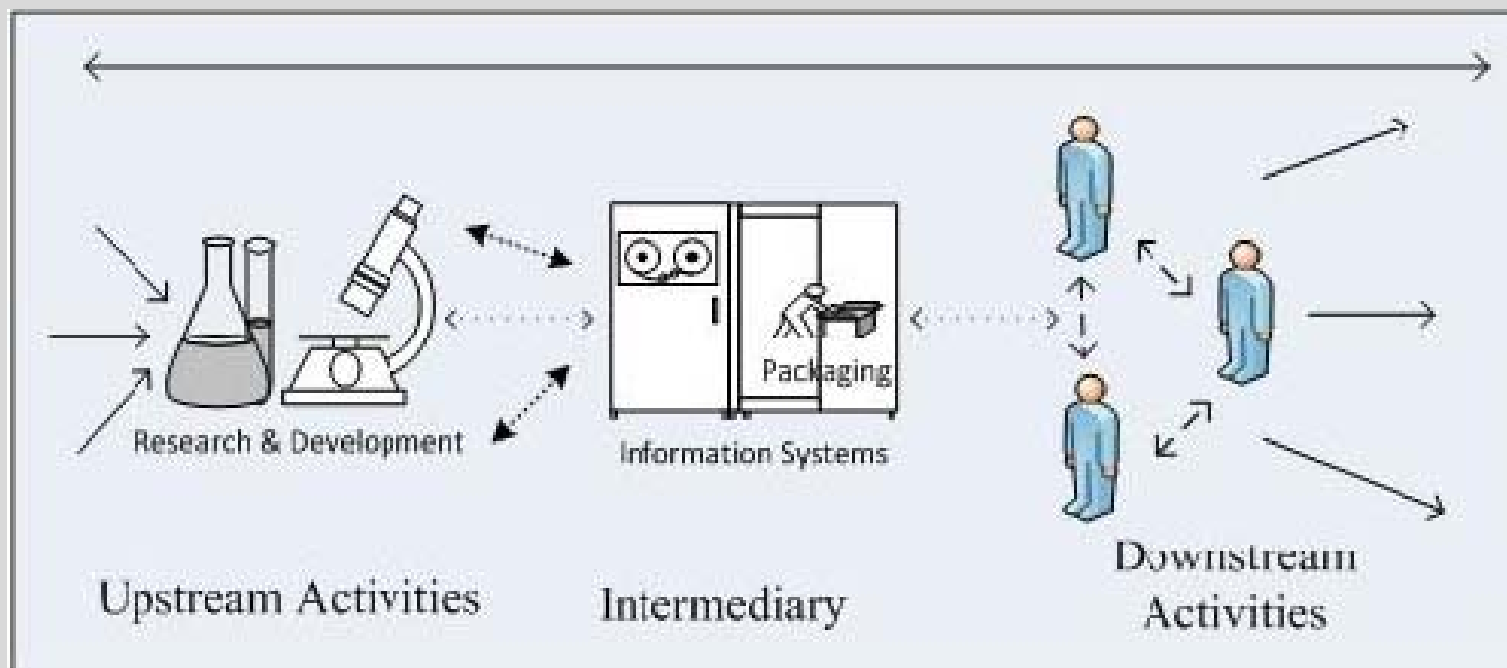 Packaging
Research & Development
Information Systems
Upstream Activities
Intermediary
Downstream
Activities